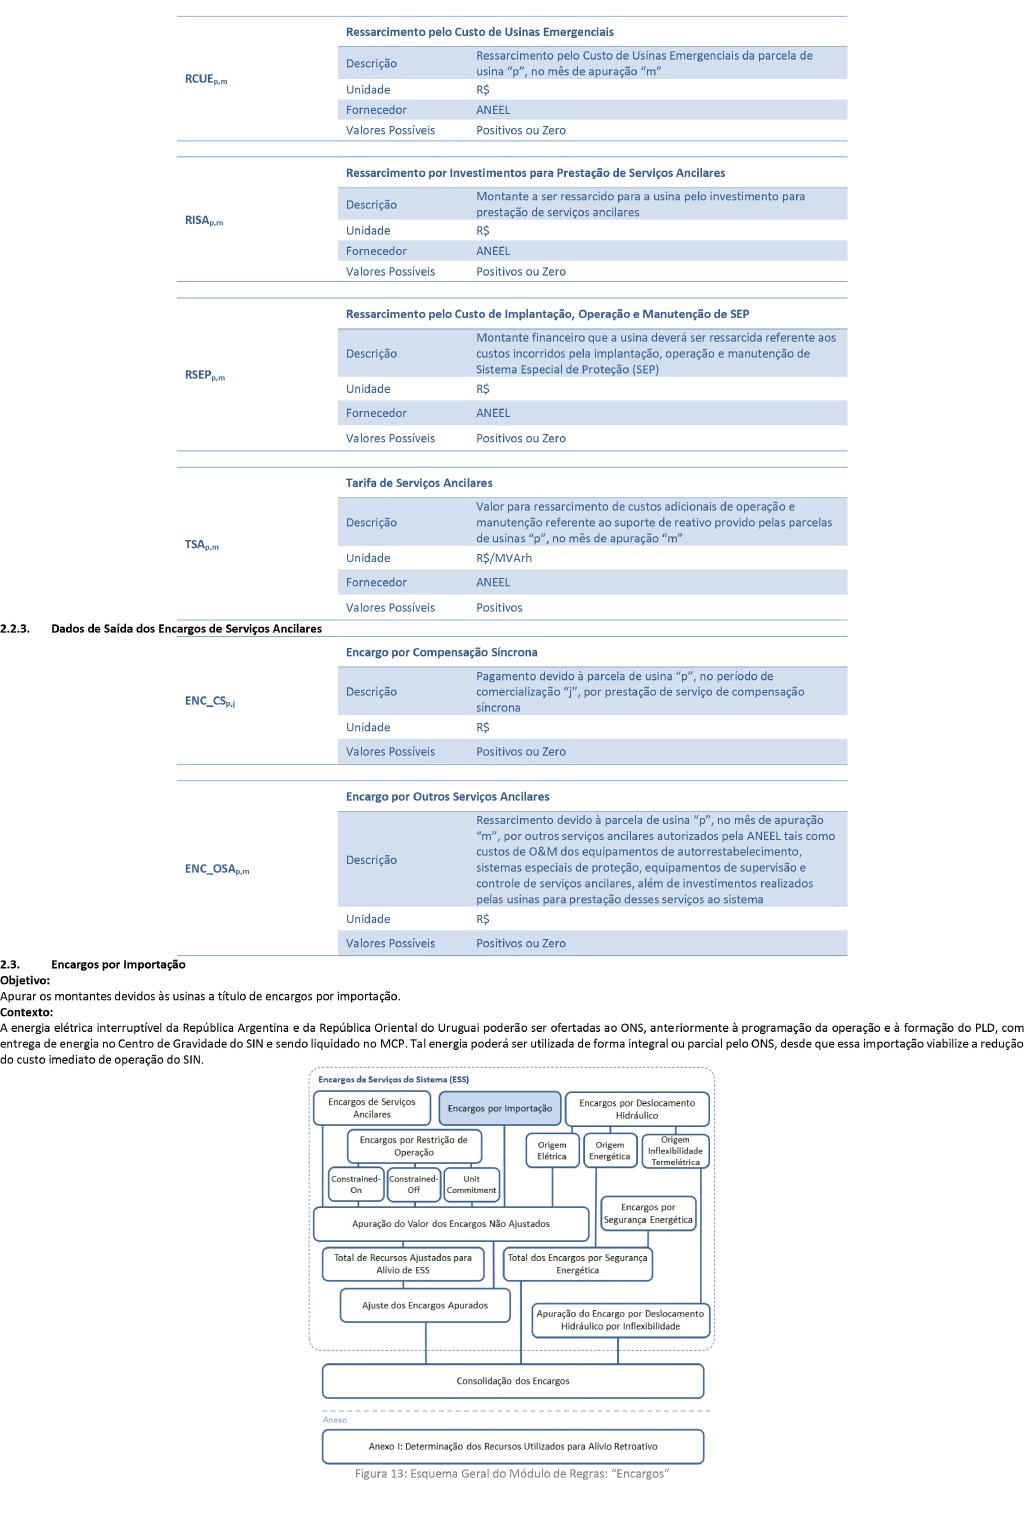 Ressarcimento pelo Custo de Usinas Emergenciais
RCUEp,m
Descrição
Ressarcimento pelo Custo de Usinas Emergenciais da parcela de
usina “p”, no mês de apuração “m”
Unidade
R$
Fornecedor
ANEEL
Valores Possíveis
Positivos ou Zero
Ressarcimento por Investimentos para Prestação de Serviços Ancilares
RISAp,m
Descrição
Montante a ser ressarcido para a usina pelo investimento para
prestação de serviços ancilares
Unidade
R$
Fornecedor
ANEEL
Valores Possíveis
Positivos ou Zero
Ressarcimento pelo Custo de Implantação, Operação e Manutenção de SEP
RSEPp,m
Descrição
Montante financeiro que a usina deverá ser ressarcida referente aos
custos incorridos pela implantação, operação e manutenção de
Sistema Especial de Proteção (SEP)
Unidade
R$
Fornecedor
ANEEL
Valores Possíveis
Positivos ou Zero
Tarifa de Serviços Ancilares
TSAp,m
Descrição
Valor para ressarcimento de custos adicionais de operação e
manutenção referente ao suporte de reativo provido pelas parcelas
de usinas “p”, no mês de apuração “m”
Unidade
R$/MVArh
Fornecedor
ANEEL
Valores Possíveis
Positivos
2.2.3. Dados de Saída dos Encargos de Serviços Ancilares
Encargo por Compensação Síncrona
ENC_CSp,j
Descrição
Pagamento devido à parcela de usina “p”, no período de
comercialização “j”, por prestação de serviço de compensação
síncrona
Unidade
R$
Valores Possíveis
Positivos ou Zero
Encargo por Outros Serviços Ancilares
ENC_OSAp,m
Descrição
Ressarcimento devido à parcela de usina “p”, no mês de apuração
“m”, por outros serviços ancilares autorizados pela ANEEL tais como
custos de O&M dos equipamentos de autorrestabelecimento,
sistemas especiais de proteção, equipamentos de supervisão e
controle de serviços ancilares, além de investimentos realizados
pelas usinas para prestação desses serviços ao sistema
Unidade
R$
Valores Possíveis
Positivos ou Zero
2.3. Encargos por Importação
Objetivo:
Apurar os montantes devidos às usinas a título de encargos por importação.
Contexto:
A energia elétrica interruptível da República Argentina e da República Oriental do Uruguai poderão ser ofertadas ao ONS, anteriormente à programação da operação e à formação do PLD, com
entrega de energia no Centro de Gravidade do SIN e sendo liquidado no MCP. Tal energia poderá ser utilizada de forma integral ou parcial pelo ONS, desde que essa importação viabilize a redução
do custo imediato de operação do SIN.
Encargos de Serviços do Sistema (ESS)
Encargos de Serviços
Ancilares
Encargos por Importação
Encargos por Deslocamento
Hidráulico
Encargos por Restrição de
Operação
Origem
Elétrica
Origem
Energética
Origem
Inflexibilidade
Termelétrica
Constrained-
On
Constrained-
Off
Unit
Commitment
Encargos por
Segurança Energética
Apuração do Valor dos Encargos Não Ajustados
Total de Recursos Ajustados para
Alívio de ESS
Total dos Encargos por Segurança
Energética
Ajuste dos Encargos Apurados
Apuração do Encargo por Deslocamento
Hidráulico por Inflexibilidade
Consolidação dos Encargos
Anexo
Anexo I: Determinação dos Recursos Utilizados para Alívio Retroativo
Figura 13: Esquema Geral do Módulo de Regras: “Encargos”